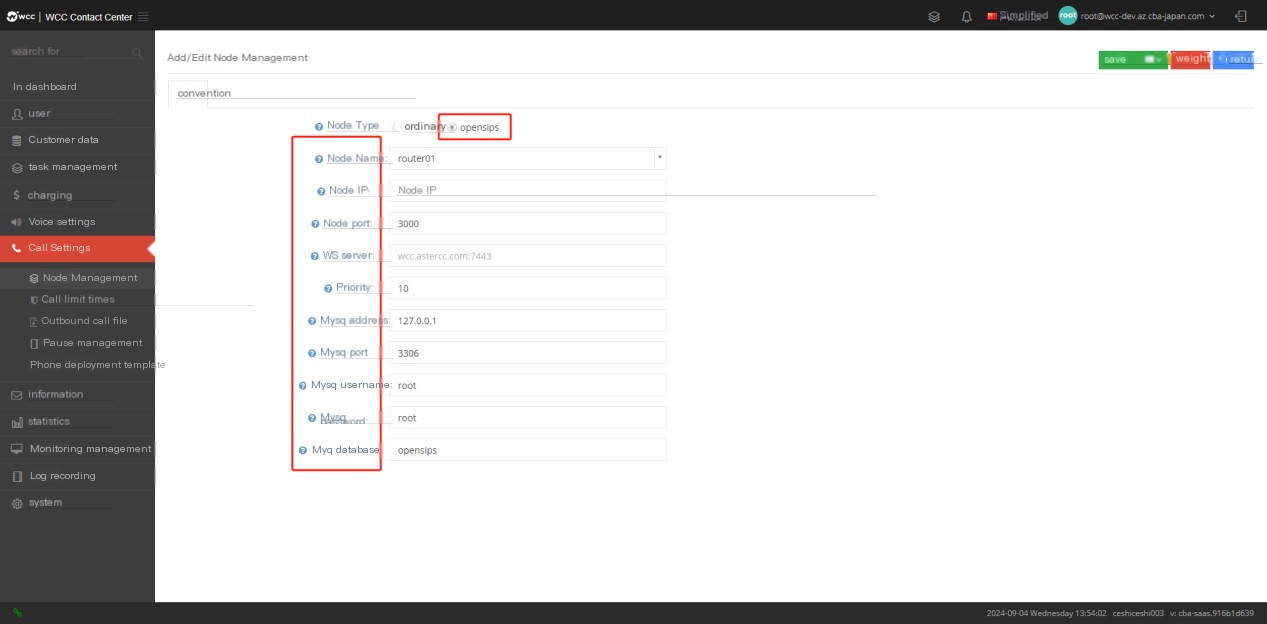 wcc | WCC Contact Center
Simplified
root root@wcc-dev.az.cba-japan.com
search for
Add/Edit Node Management
save
weight
retu
In dashboard
convention
user
Node Type ordinary opensips
Customer data
Node Name: router01
task management
Node IP: Node IP
charging
Voice settings
Node port: 3000
Call Settings
WS server: wcc.astercc.com:7443
Node Management
Priority: 10
Call limit times
Outbound call file
Mysq address: 127.0.0.1
Pause management
Mysq port 3306
Phone deployment template
Mysq username: root
information
statistics
Mysq password: root
Monitoring management
Myq database opensips
Log recording
system
2024-09-04 Wednesday 13:54:02 ceshiceshi003 v: cba-saas.916b1d639